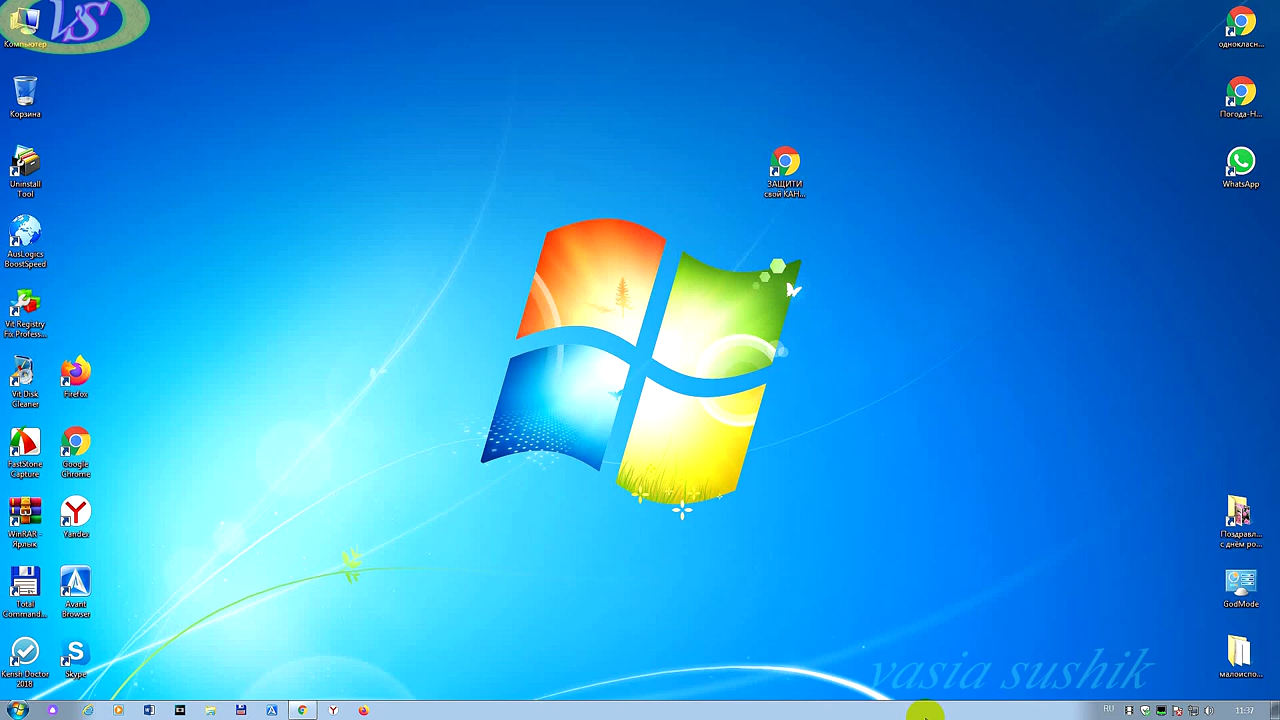 VS
Компьютер
Корзина
Uninstall
Tool
AusLogics
BoostSpeed
Vit Registry
Fix Profess...
Vit Disk
Cleaner
Firefox
FastStone
Capture
Google
Chrome
WinRAR -
Ярлык
Yandex
Total
Command...
Avant
Browser
Kerish Doctor
2018
Skype
ЗАЩИТИ
свой КАН...
однокласн...
Погода-Н...
WhatsApp
Поздравл...
с днём ро...
GodMode
малоиспо...
vasia sushik
RU
11:37